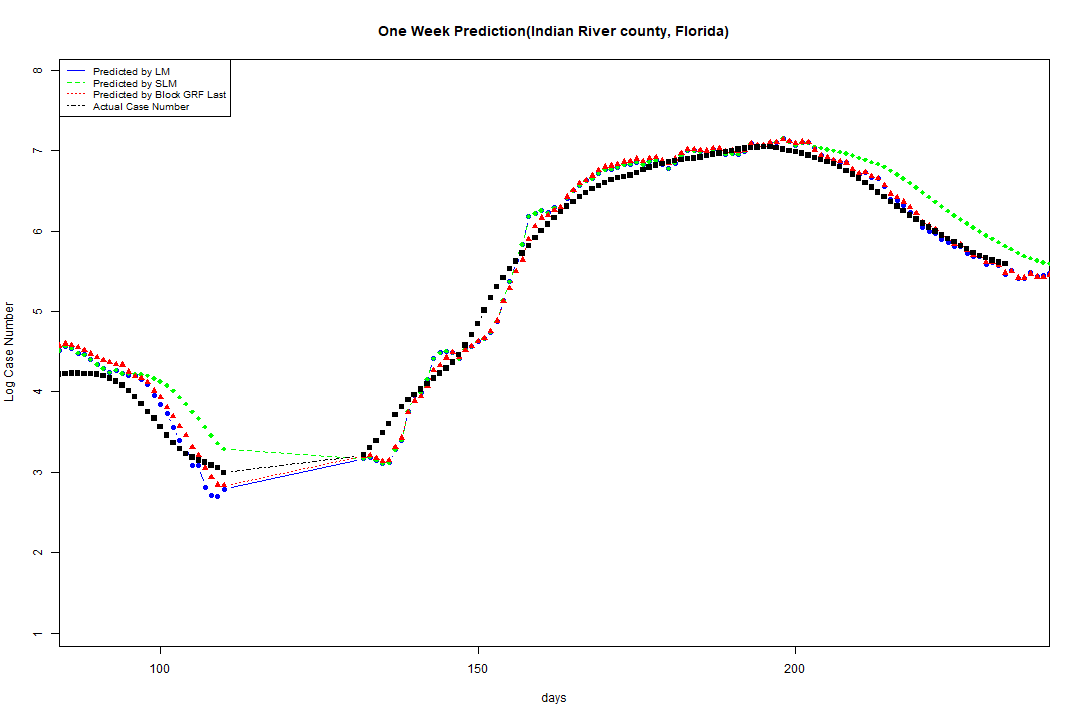 One Week Prediction(Indian River county, Florida)
Predicted by LM
Predicted by SLM
Predicted by Block GRF Last
Actual Case Number
8
7
6
5
4
3
2
1
Log Case Number
100 150 200
days